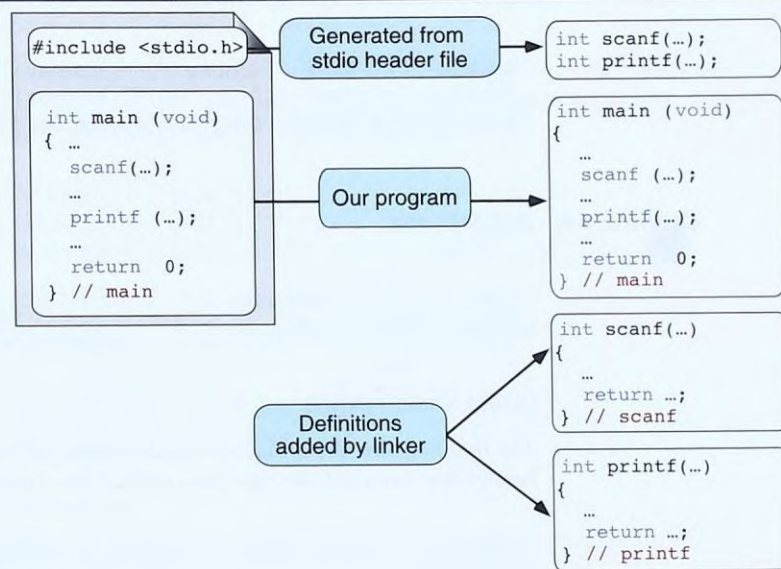 #include <stdio.h>
Generated from
stdio header file
int scanf(…);
int printf(…);
int main (void)
{ …
scanf(…);
…
printf (…);
…
return 0;
} // main
Our program
int main (void)
{
…
scanf (…);
…
printf(…);
…
return 0;
} // main
Definitions
added by linker
int scanf(…)
{
…
return …;
} // scanf
int printf(…)
{
…
return …;
} // printf